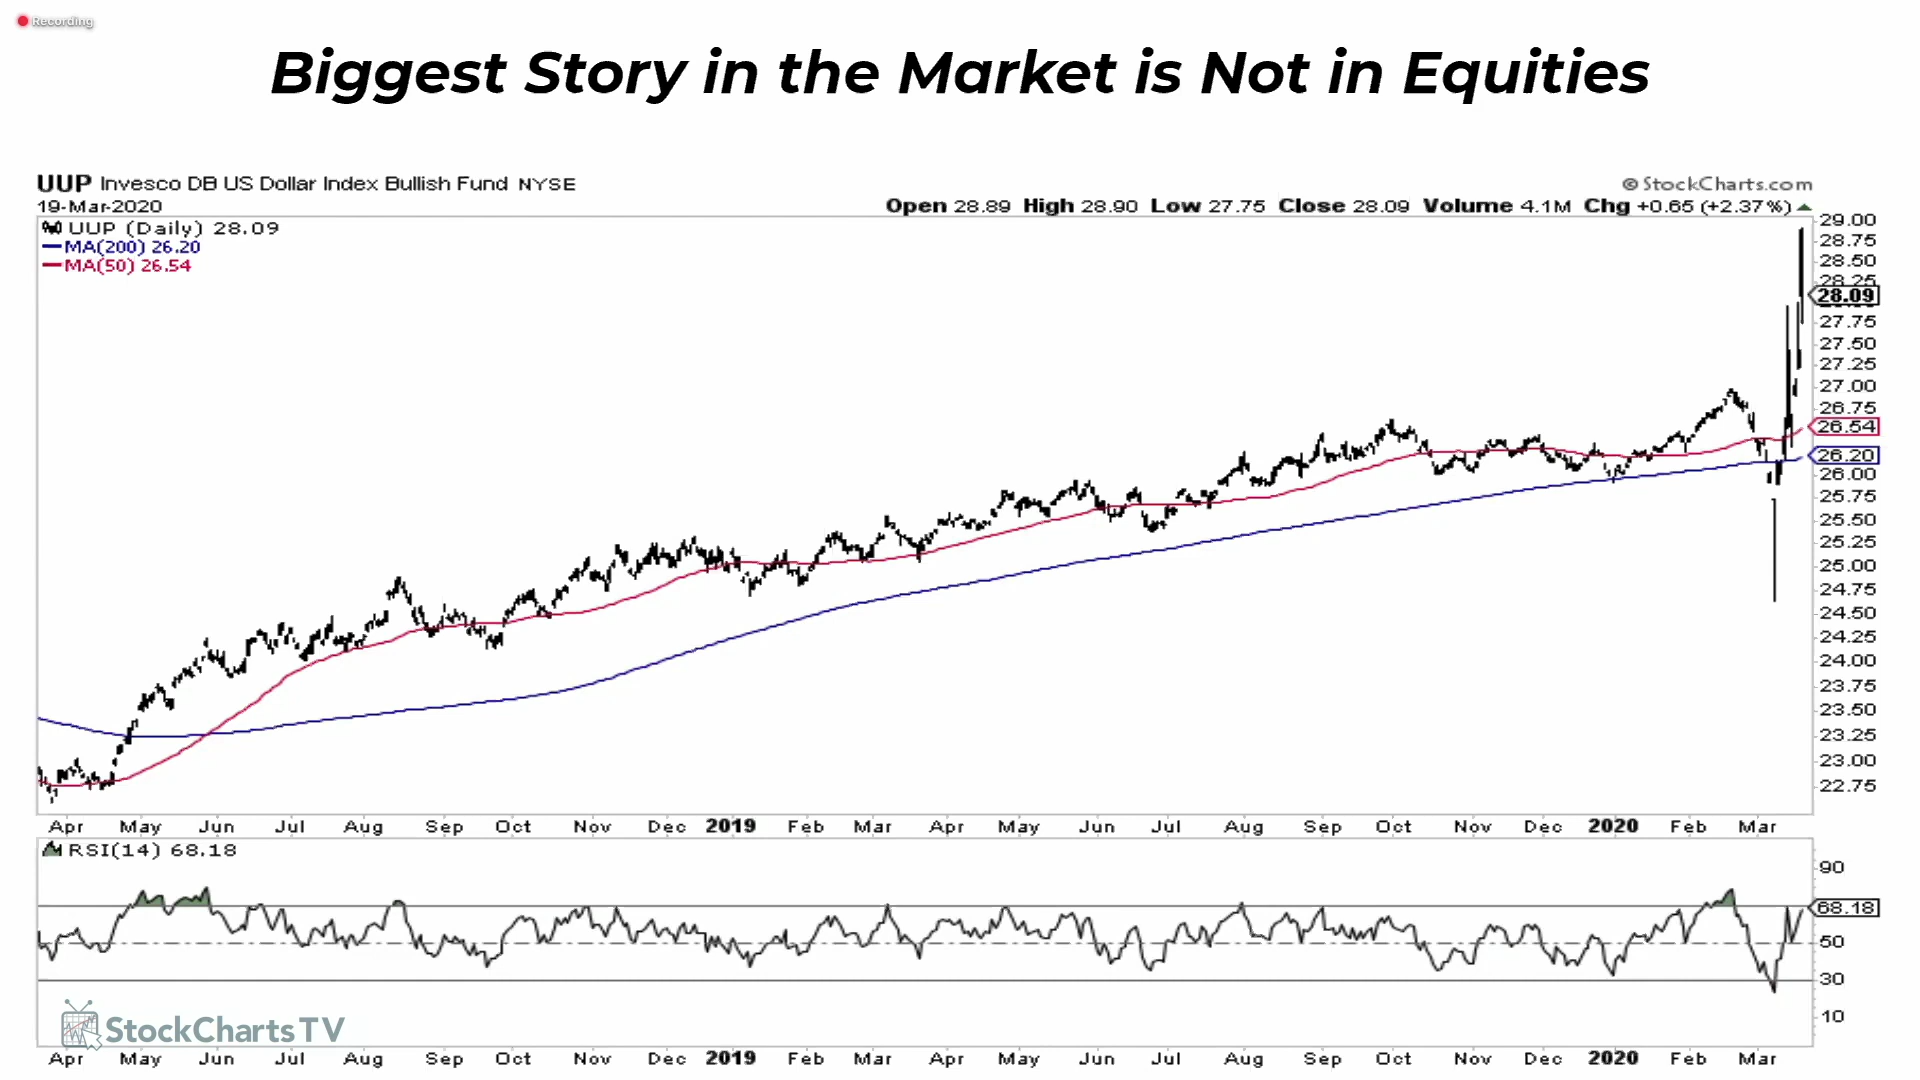 Recording
Biggest Story in the Market is Not in Equities
UUP Invesco DB US Dollar Index Bullish Fund NYSE
© StockCharts.com
19-Mar-2020
Open 28.89 High 28.90 Low 27.75 Close 28.09 Volume 4.1M Chg +0.65 (+2.37%)
UUP (Daily) 28.09
MA(200) 26.20
MA(50) 26.54
29.00
28.75
28.50
28.25
28.09
27.75
27.50
27.25
27.00
26.75
26.54
26.20
26.00
25.75
25.50
25.25
25.00
24.75
24.50
24.25
24.00
23.75
23.50
23.25
23.00
22.75
Apr May Jun Jul Aug Sep Oct Nov Dec 2019 Feb Mar Apr May Jun Jul Aug Sep Oct Nov Dec 2020 Feb Mar
RSI(14) 68.18
90
68.18
50
30
10
StockCharts TV
Apr May Jun Jul Aug Sep Oct Nov Dec 2019 Feb Mar Apr May Jun Jul Aug Sep Oct Nov Dec 2020 Feb Mar